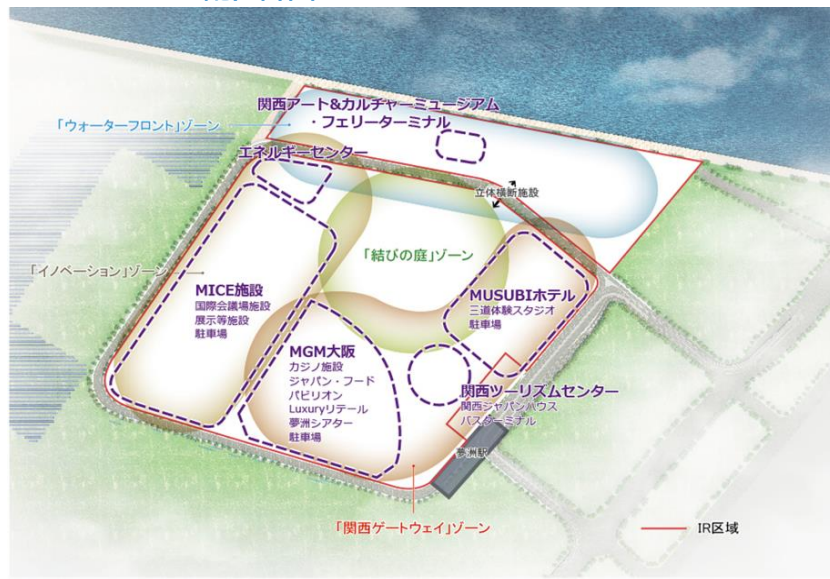 関西アート&カルチャーミュージアム
・フェリーターミナル
「ウォーターフロント」ゾーン
エネルギーセンター
立体横断施設
「結びの庭」ゾーン
「イノベーション」ゾーン
MICE施設
国際会議場施設
展示等施設
駐車場
MUSUBIホテル
三道体験スタジオ
駐車場
MGM大阪
カジノ施設
ジャパン・フード
パビリオン
Luxuryリテール
夢洲シアター
駐車場
関西ツーリズムセンター
関西ジャパンハウス
バスターミナル
夢洲駅
「関西ゲートウェイ」ゾーン
IR区域